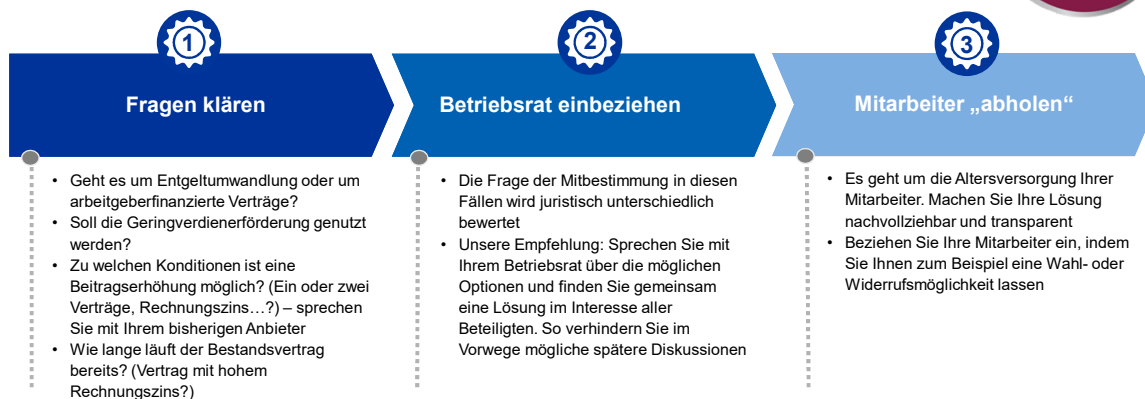 1
Fragen klären
• Geht es um Entgeltumwandlung oder um
arbeitgeberfinanzierte Verträge?
• Soll die Geringverdienerförderung genutzt
werden?
• Zu welchen Konditionen ist eine
Beitragserhöhung möglich? (Ein oder zwei
Verträge, Rechnungszins…?) – sprechen
Sie mit Ihrem bisherigen Anbieter
• Wie lange läuft der Bestandsvertrag
bereits? (Vertrag mit hohem
Rechnungszins?)
2
Betriebsrat einbeziehen
• Die Frage der Mitbestimmung in diesen
Fällen wird juristisch unterschiedlich
bewertet
• Unsere Empfehlung: Sprechen Sie mit
Ihrem Betriebsrat über die möglichen
Optionen und finden Sie gemeinsam
eine Lösung im Interesse aller
Beteiligten. So verhindern Sie im
Vorwege mögliche spätere Diskussionen
3
Mitarbeiter „abholen“
• Es geht um die Altersversorgung Ihrer
Mitarbeiter. Machen Sie Ihre Lösung
nachvollziehbar und transparent
• Beziehen Sie Ihre Mitarbeiter ein, indem
Sie Ihnen zum Beispiel eine Wahl- oder
Widerrufsmöglichkeit lassen